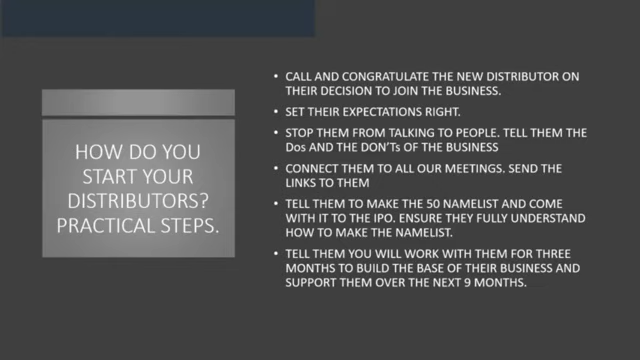 HOW DO YOU
START YOUR
DISTRIBUTORS?
PRACTICAL STEPS.
• CALL AND CONGRATULATE THE NEW DISTRIBUTOR ON
THEIR DECISION TO JOIN THE BUSINESS.
• SET THEIR EXPECTATIONS RIGHT.
• STOP THEM FROM TALKING TO PEOPLE. TELL THEM THE
Dos AND THE DON'Ts OF THE BUSINESS
• CONNECT THEM TO ALL OUR MEETINGS. SEND THE
LINKS TO THEM
• TELL THEM TO MAKE THE 50 NAMELIST AND COME
WITH IT TO THE IPO. ENSURE THEY FULLY UNDERSTAND
HOW TO MAKE THE NAMELIST.
• TELL THEM YOU WILL WORK WITH THEM FOR THREE
MONTHS TO BUILD THE BASE OF THEIR BUSINESS AND
SUPPORT THEM OVER THE NEXT 9 MONTHS.